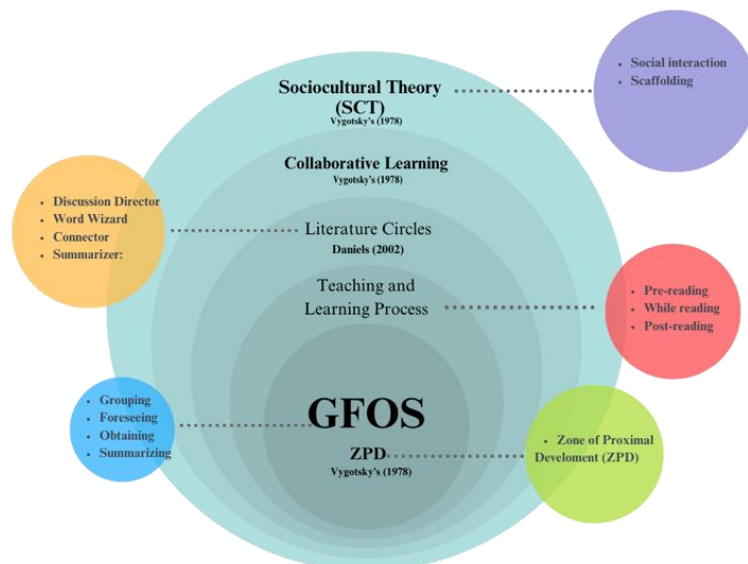 • Social interaction
• Scaffolding
Sociocultural Theory
(SCT)
Vygotsky's (1978)
Collaborative Learning
Vygotsky's (1978)
• Discussion Director
• Word Wizard
• Connector
• Summarizer:
Literature Circles
Daniels (2002)
Teaching and
Learning Process
• Pre-reading
• While reading
• Post-reading
• Grouping
• Foreseeing
• Obtaining
• Summarizing
GFOS
ZPD
Vygotsky's (1978)
• Zone of Proximal
Develoment (ZPD)